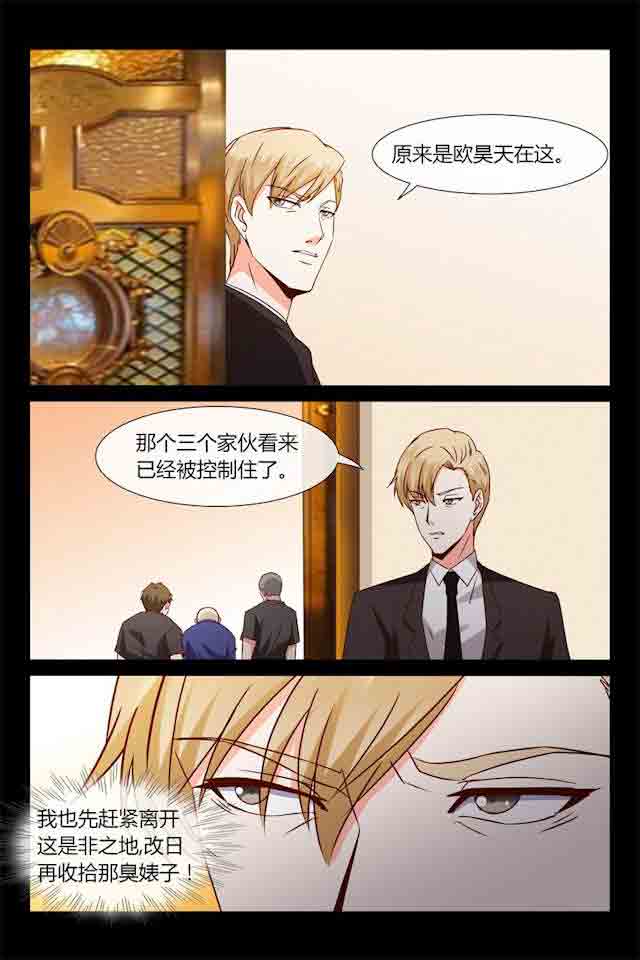 原来是欧昊天在这。
那个三个家伙看来
已经被控制住了。
我也先赶紧离开
这是非之地,改日
再收拾那臭婊子！